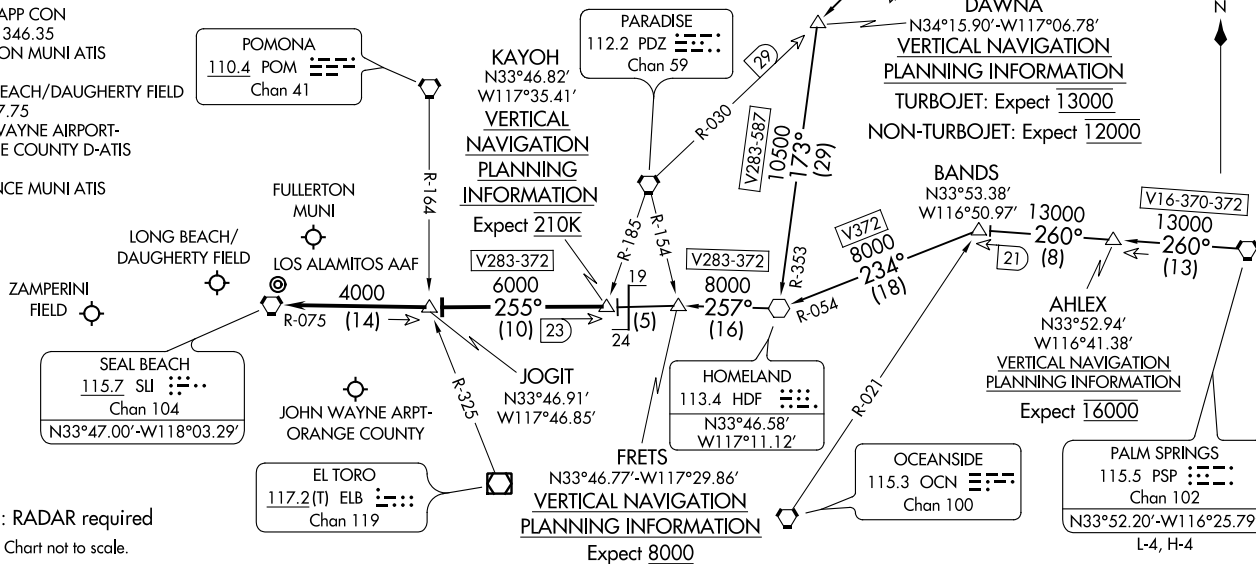 APP CON
346.35
ON MUNI ATIS
EACH/DAUGHERTY FIELD
7.75
WAYNE AIRPORT-
E COUNTY D-ATIS
NCE MUNI ATIS
POMONA
110.4 POM
Chan 41
KAYOH
N33°46.82'
W117°35.41'
VERTICAL
NAVIGATION
PLANNING
INFORMATION
Expect 210K
PARADISE
112.2 PDZ
Chan 59
DAWNA
N34°15.90'-W117°06.78'
VERTICAL NAVIGATION
PLANNING INFORMATION
TURBOJET: Expect 13000
NON-TURBOJET: Expect 12000
N
29
R-030
V283-587
10500
173°
(29)
R-164
R-185
R-154
R-353
BANDS
N33°53.38'
W116°50.97'
13000
260°
(8)
21
V16-370-372
13000
260°
(13)
V372
8000
234°
(18)
R-054
R-021
AHLEX
N33°52.94'
W116°41.38'
VERTICAL NAVIGATION
PLANNING INFORMATION
Expect 16000
FULLERTON
MUNI
LONG BEACH/
DAUGHERTY FIELD
LOS ALAMITOS AAF
ZAMPERINI
FIELD
R-075
4000
(14)
V283-372
6000
255°
(10)
23
19
24
(5)
V283-372
8000
257°
(16)
SEAL BEACH
115.7 SLI
Chan 104
N33°47.00'-W118°03.29'
JOHN WAYNE ARPT-
ORANGE COUNTY
R-325
JOGIT
N33°46.91'
W117°46.85'
HOMELAND
113.4 HDF
N33°46.58'
W117°11.12'
EL TORO
117.2(T) ELB
Chan 119
FRETS
N33°46.77'-W117°29.86'
VERTICAL NAVIGATION
PLANNING INFORMATION
Expect 8000
OCEANSIDE
115.3 OCN
Chan 100
PALM SPRINGS
115.5 PSP
Chan 102
N33°52.20'-W116°25.79
L-4, H-4
: RADAR required
Chart not to scale.